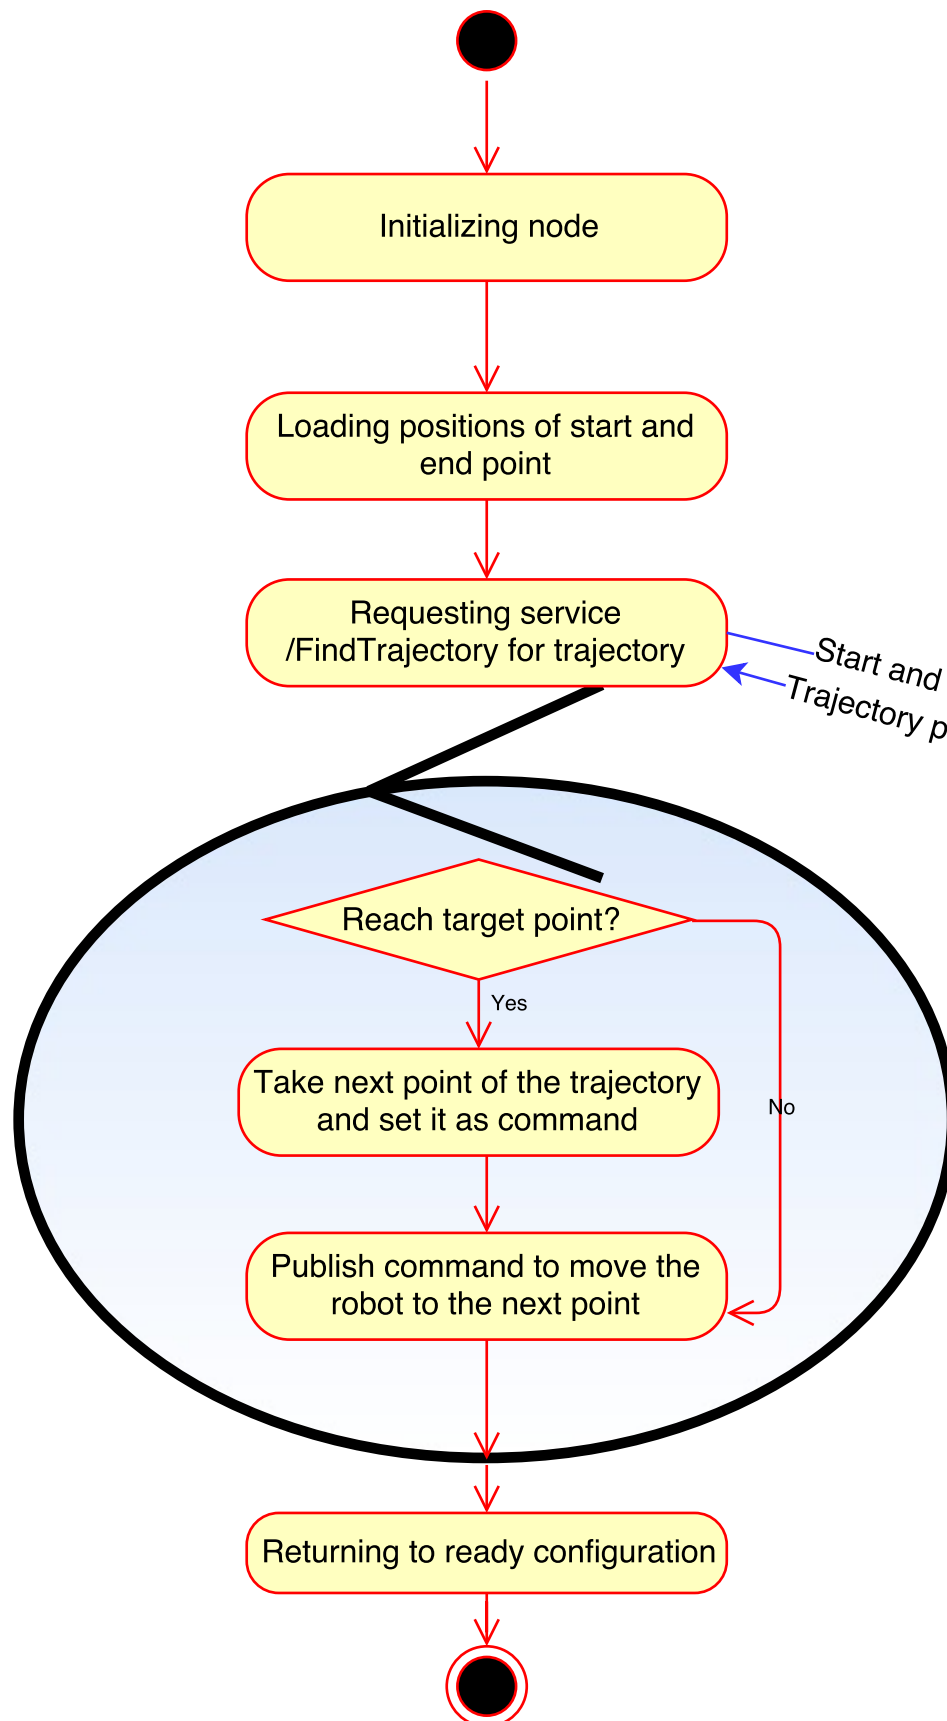 Initializing node
Loading positions of start and
end point
Requesting service
/FindTrajectory for trajectory
Start and
Trajectory p
Reach target point?
Yes
Take next point of the trajectory
and set it as command
No
Publish command to move the
robot to the next point
Returning to ready configuration